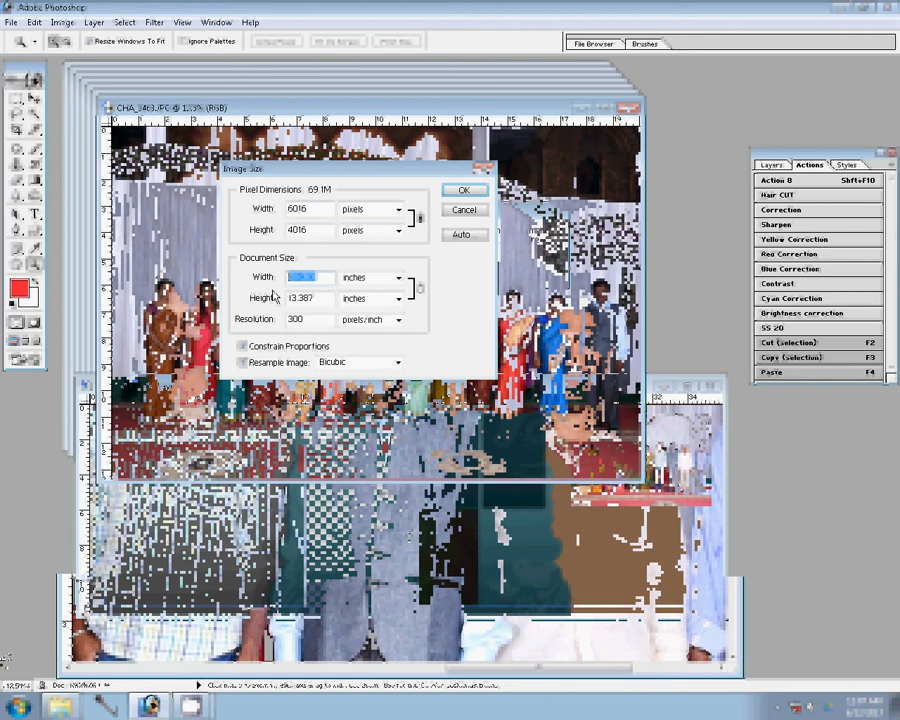 Adobe Photoshop
File Edit Image Layer Select Filter View Window Help
Resize Windows To Fit Ignore Palettes File Browser Brushes
(RGB)
Image Size
Pixel Dimensions: 69.1M
Width: 6016 pixels
Height: 4016 pixels
Document Size:
Width: inches
Height: 13.387 inches
Resolution: 300 pixels/inch
Constrain Proportions
Resample Image: Bicubic
OK
Cancel
Auto
Layers Actions Styles
Action 8 Shft+F10
Hair CUT
Correction
Sharpen
Yellow Correction
Red Correction
Blue Correction
Contrast
Cyan Correction
Brightness correction
Cut (selection) F2
Copy (selection) F3
Paste F4
32 34